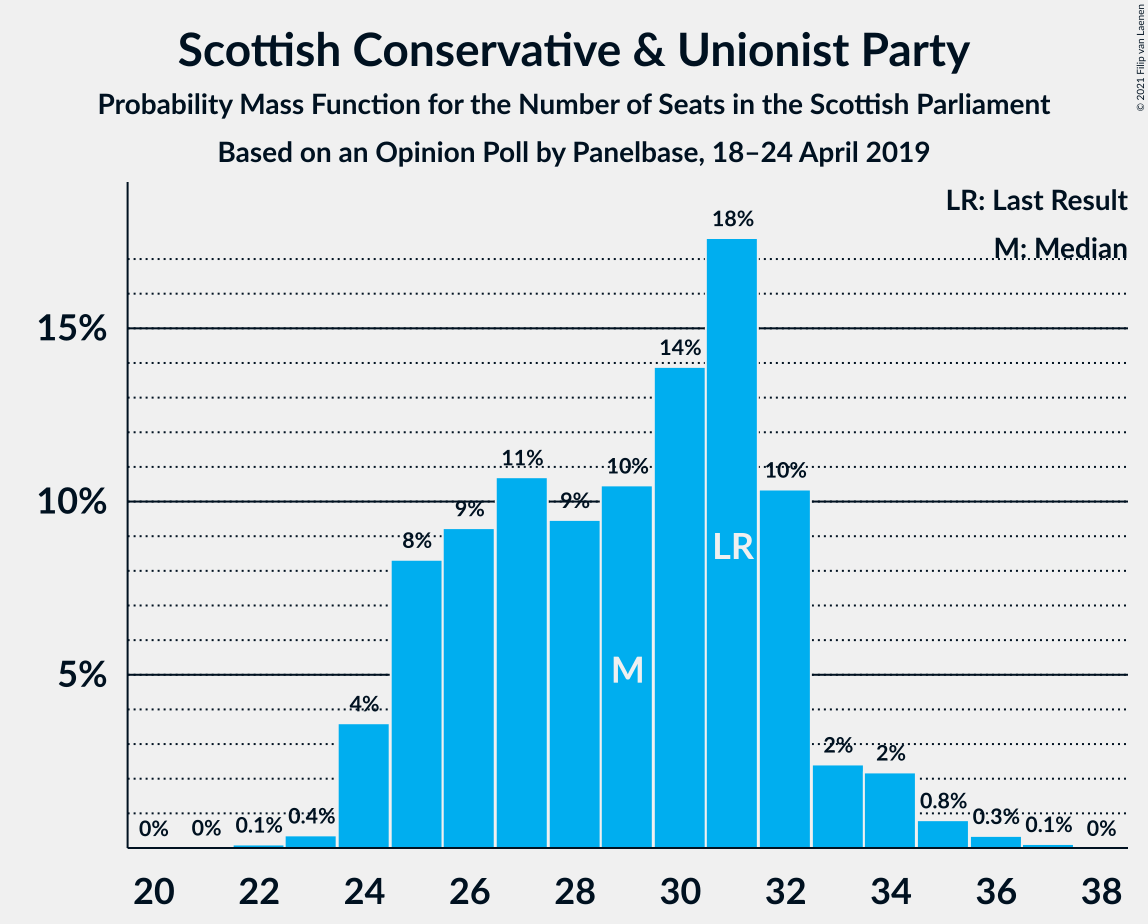 Scottish Conservative & Unionist Party
Probability Mass Function for the Number of Seats in the Scottish Parliament
Based on an Opinion Poll by Panelbase, 18–24 April 2019
© 2021 Filip van Laenen
LR: Last Result
M: Median
15%
10%
5%
0%
0%
0.1%
0.4%
4%
8%
9%
11%
9%
10%
14%
18%
10%
2%
2%
0.8%
0.3%
0.1%
0%
LR
M
20 22 24 26 28 30 32 34 36 38